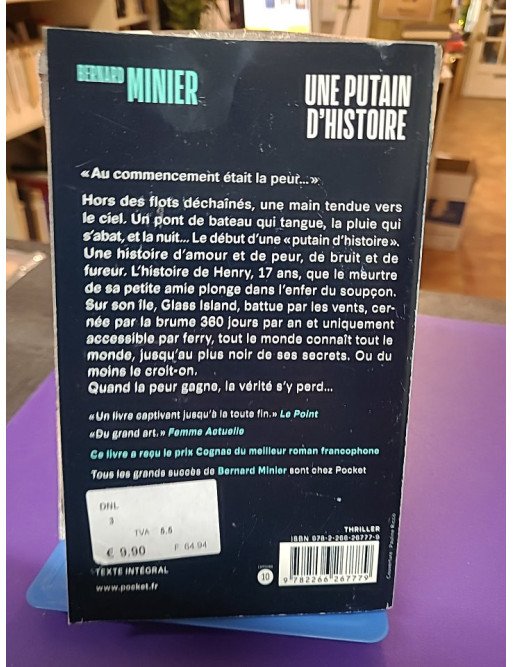 BERNARD MINIER
UNE PUTAIN
D'HISTOIRE
«Au commencement était la peur...»
Hors des flots déchaînés, une main tendue vers
le ciel. Un pont de bateau qui tangue, la pluie qui
s'abat, et la nuit... Le début d'une «putain d'histoire».
Une histoire d'amour et de peur, de bruit et de
fureur. L'histoire de Henry, 17 ans, que le meurtre
de sa petite amie plonge dans l'enfer du soupçon.
Sur son île, Glass Island, battue par les vents, cer-
née par la brume 360 jours par an et uniquement
accessible par ferry, tout le monde connaît tout le
monde, jusqu'au plus noir de ses secrets. Ou du
moins le croit-on.
Quand la peur gagne, la vérité s'y perd...
«Un livre captivant jusqu'à la toute fin.» Le Point
«Du grand art.» Femme Actuelle
Ce livre a reçu le prix Cognac du meilleur roman francophone
Tous les grands succès de Bernard Minier sont chez Pocket
DNL
3
TVA 5.5
€ 9,90 F 64.94
TEXTE INTÉGRAL
www.pocket.fr
10
THRILLER
ISBN 978-2-266-26777-9
9 782266 267779